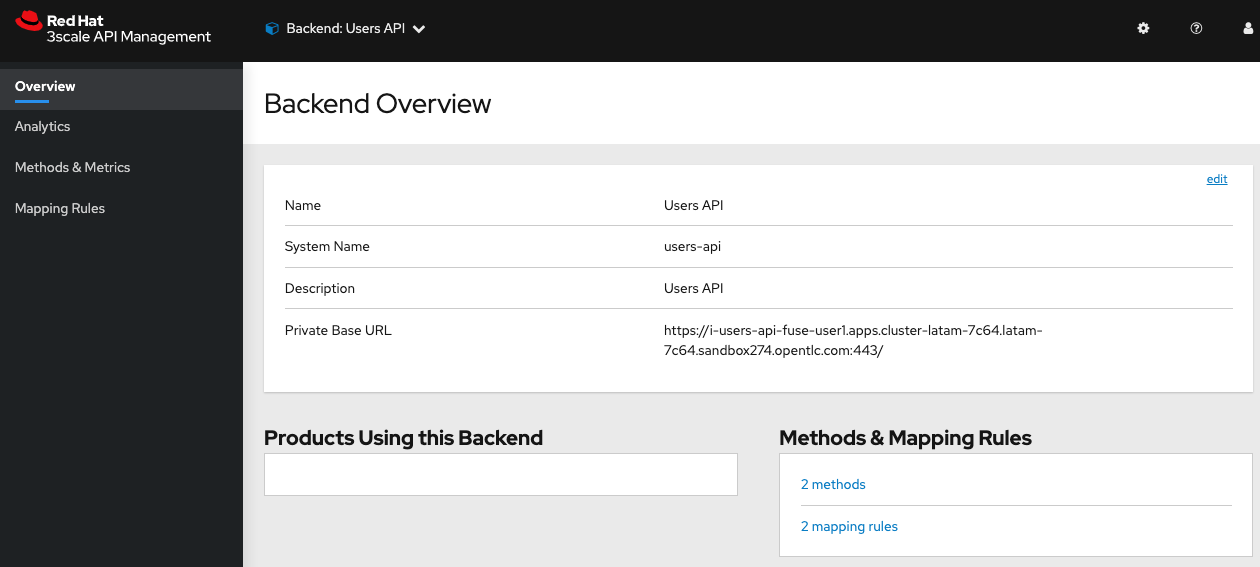 Red Hat
3scale API Management
Backend: Users API
Overview
Analytics
Methods & Metrics
Mapping Rules
Backend Overview
edit
Name Users API
System Name users-api
Description Users API
Private Base URL https://i-users-api-fuse-user1.apps.cluster-latam-7c64.latam-
7c64.sandbox274.opentlc.com:443/
Products Using this Backend
Methods & Mapping Rules
2 methods
2 mapping rules